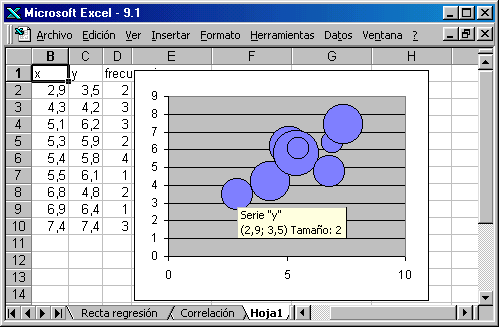 Microsoft Excel - 9.1
Archivo Edición Ver Insertar Formato Herramientas Datos Ventana ?
B C D E F G H
1 x y
2 2,9 3,5 2
3 4,3 4,2 3
4 5,1 6,2 3
5 5,3 5,9 2
6 5,4 5,8 4
7 5,5 6,1 1
8 6,8 4,8 2
9 6,9 6,4 1
10 7,4 7,4 3
11
12
13
14
9
8
7
6
5
4
3
2
1
0
Serie "y"
(2,9; 3,5) Tamaño: 2
0 5 10
Recta regresión Correlación Hoja1